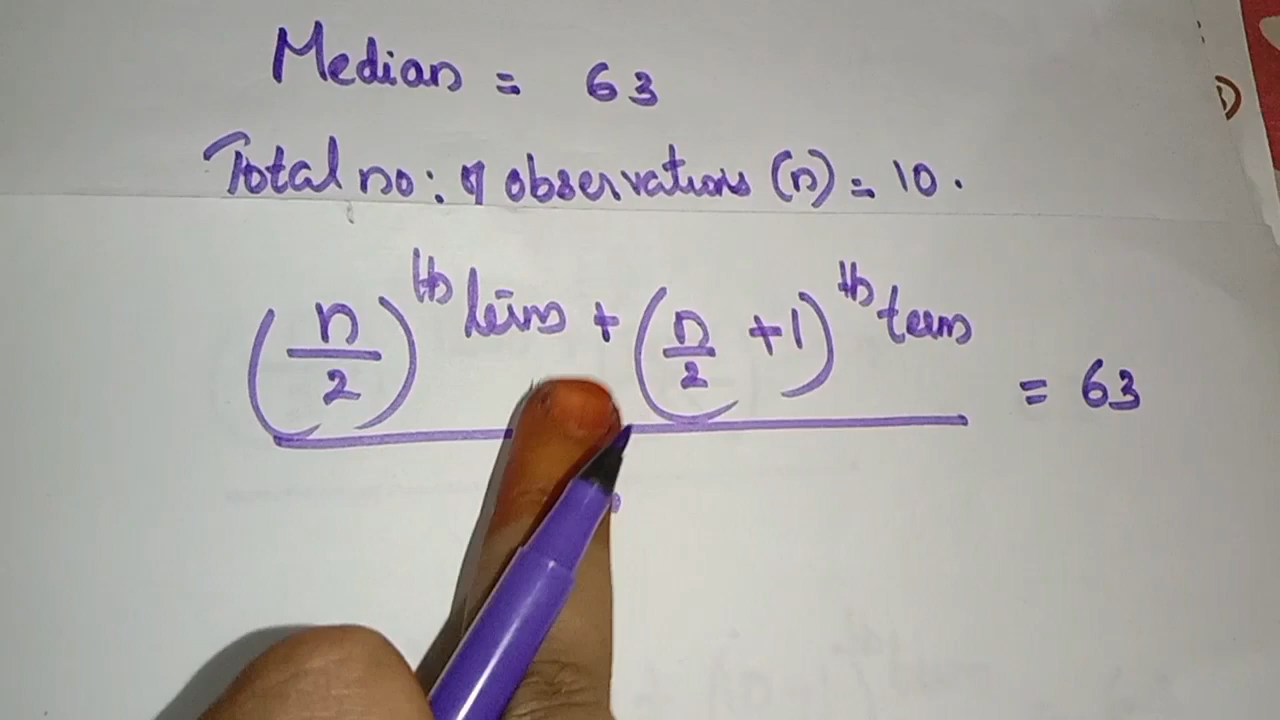 Median = 63
Total no: of observations (n) = 10.
(n/2)th term + (n/2 +1)th term = 63